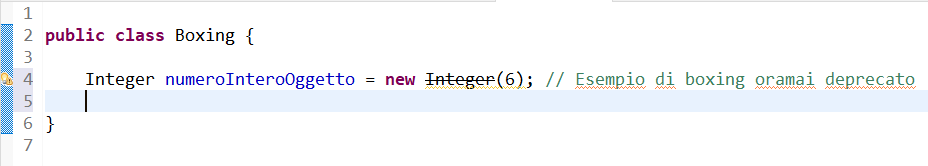 1
2 public class Boxing {
3
4 Integer numeroInteroOggetto = new Integer(6); // Esempio di boxing oramai deprecato
5
6 }
7